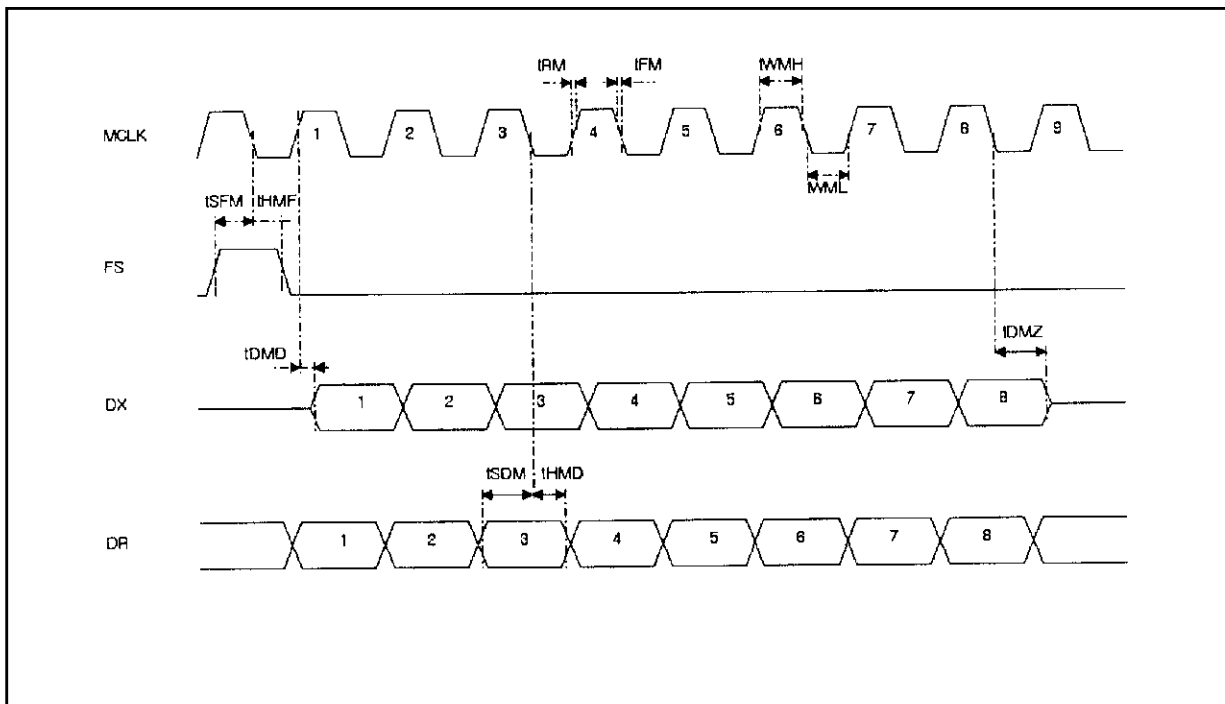 tRM tFM tWMH
MCLK 1 2 3 4 5 6 7 8 9
tWML
tSFM tHMF
FS
tDMD tDMZ
DX 1 2 3 4 5 6 7 8
tSDM tHMD
DR 1 2 3 4 5 6 7 8